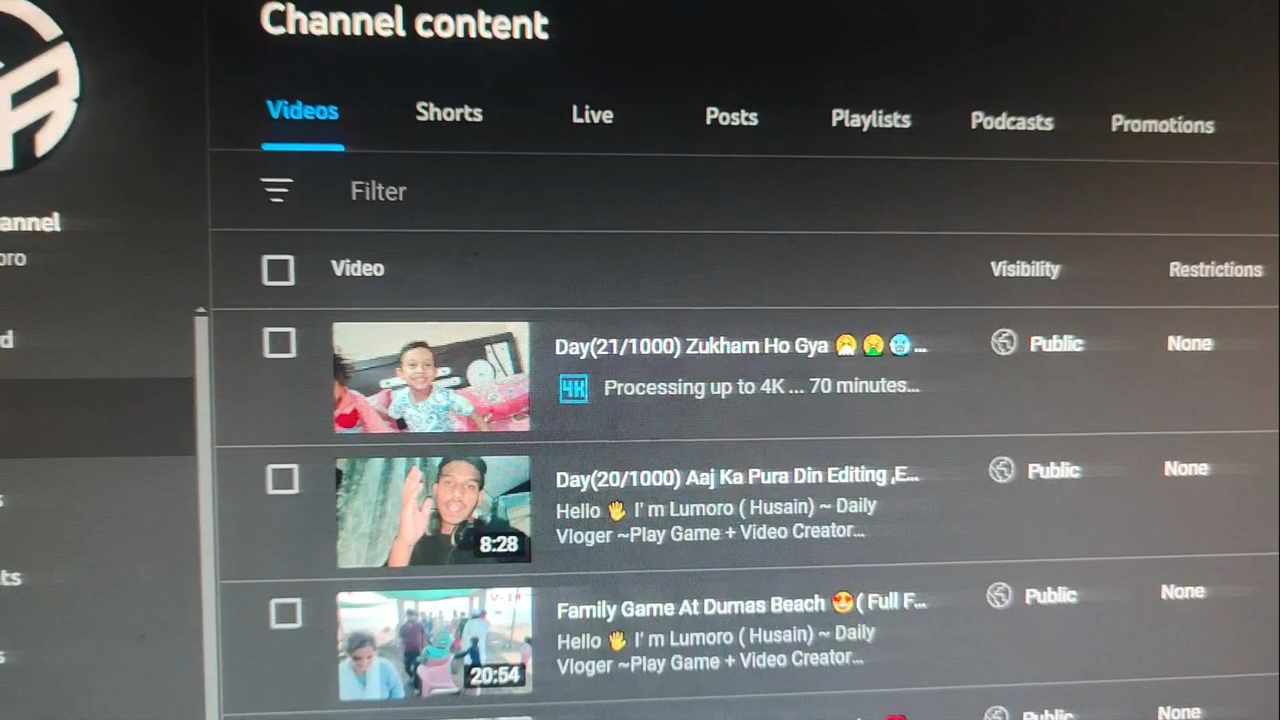 Channel content
Videos Shorts Live Posts Playlists Podcasts Promotions
Filter
annel
oro
Video Visibility Restrictions
d
Day(21/1000) Zukham Ho Gya 🤧🤮🥶... Public None
4K Processing up to 4K ... 70 minutes...
Day(20/1000) Aaj Ka Pura Din Editing ,E... Public None
Hello 🖐 I'm Lumoro ( Husain) ~ Daily
Vloger ~Play Game + Video Creator...
8:28
ts
Family Game At Dumas Beach 😍( Full F... Public None
Hello 🖐 I'm Lumoro ( Husain) ~ Daily
Vloger ~Play Game + Video Creator...
20:54
s
Public None